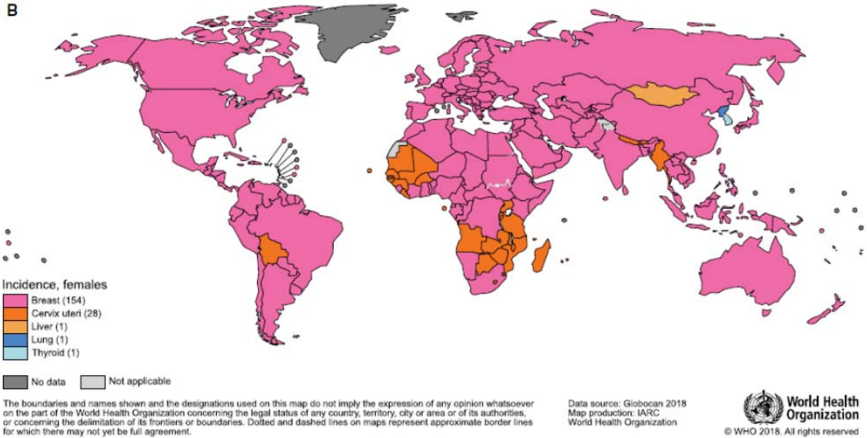 B
Incidence, females
Breast (154)
Cervix uteri (28)
Liver (1)
Lung (1)
Thyroid (1)
No data
Not applicable
The boundaries and names shown and the designations used on this map do not imply the expression of any opinion whatsoever
on the part of the World Health Organization concerning the legal status of any country, territory, city or area or of its authorities,
or concerning the delimitation of its frontiers or boundaries. Dotted and dashed lines on maps represent approximate border lines
for which there may not yet be full agreement.
Data source: Globocan 2018
Map production: IARC
World Health Organization
World Health
Organization
© WHO 2018. All rights reserved